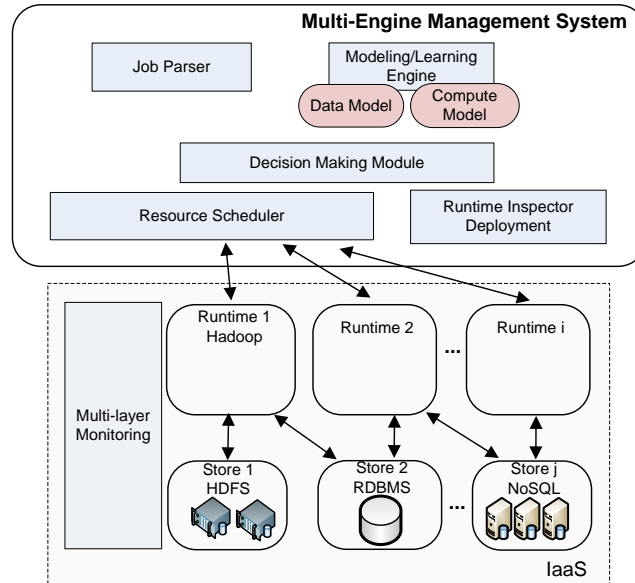 Multi-Engine Management System
Job Parser
Modeling/Learning
Engine
Data Model
Compute
Model
Decision Making Module
Resource Scheduler
Runtime Inspector
Deployment
Runtime 1
Hadoop
Runtime 2
...
Runtime i
Multi-layer
Monitoring
Store 1
HDFS
Store 2
RDBMS
...
Store j
NoSQL
IaaS